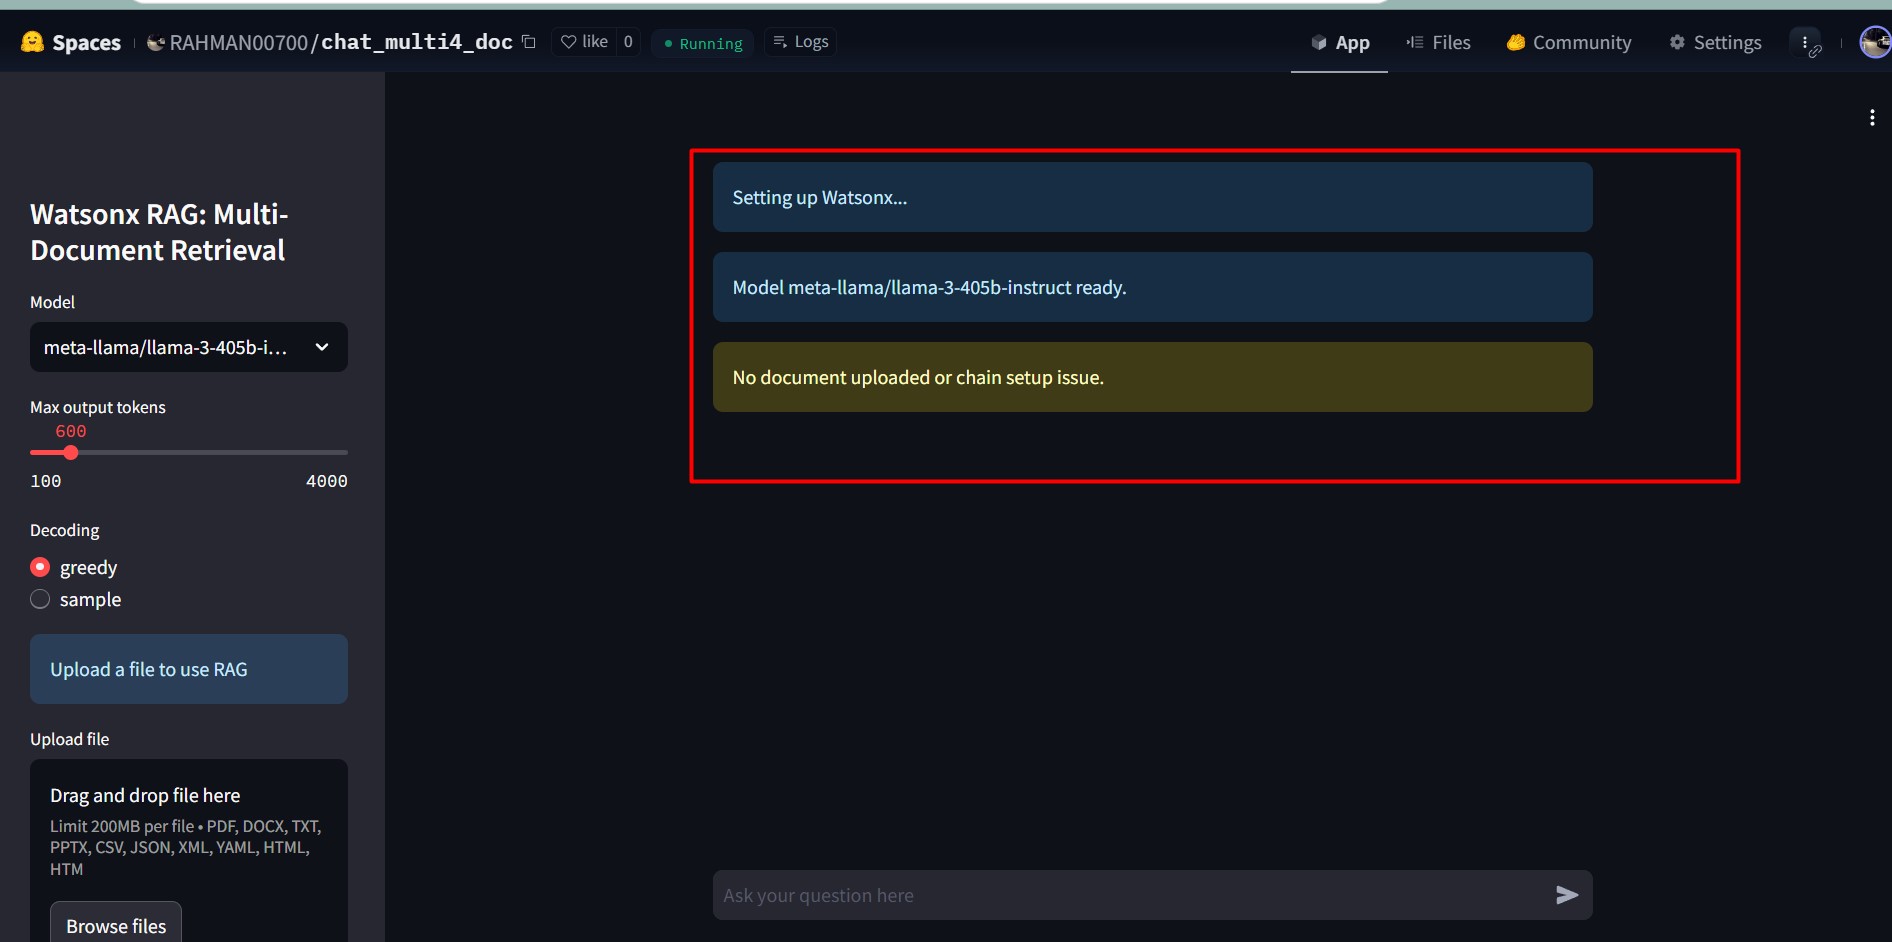 Spaces RAHMAN00700/chat_multi4_doc like 0 Running Logs App Files Community Settings
Watsonx RAG: Multi-
Document Retrieval
Model
meta-llama/llama-3-405b-i...
Max output tokens
600
100 4000
Decoding
greedy
sample
Upload a file to use RAG
Upload file
Drag and drop file here
Limit 200MB per file • PDF, DOCX, TXT,
PPTX, CSV, JSON, XML, YAML, HTML,
HTM
Browse files
Setting up Watsonx...
Model meta-llama/llama-3-405b-instruct ready.
No document uploaded or chain setup issue.
Ask your question here